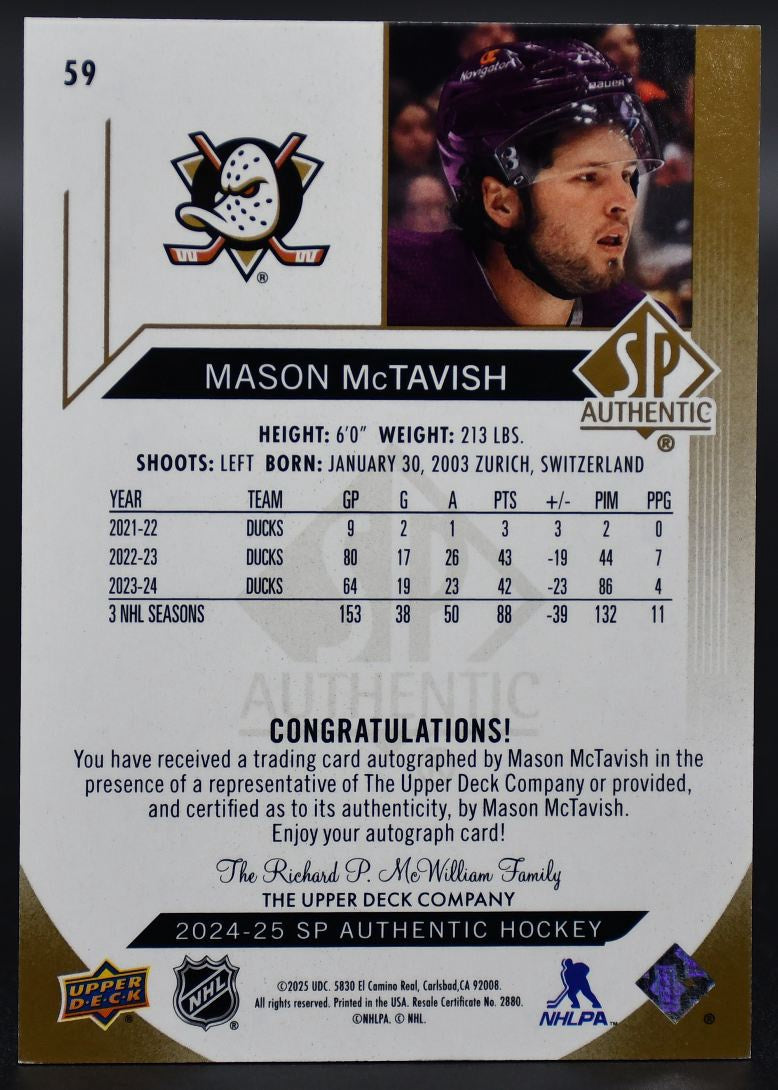 59
Navigator
BAUER
3
SP
AUTHENTIC
®
®
MASON McTAVISH
HEIGHT: 6'0" WEIGHT: 213 LBS.
SHOOTS: LEFT BORN: JANUARY 30, 2003 ZURICH, SWITZERLAND
YEAR TEAM GP G A PTS +/- PIM PPG
2021-22 DUCKS 9 2 1 3 3 2 0
2022-23 DUCKS 80 17 26 43 -19 44 7
2023-24 DUCKS 64 19 23 42 -23 86 4
3 NHL SEASONS 153 38 50 88 -39 132 11
SP
AUTHENTIC
®
CONGRATULATIONS!
You have received a trading card autographed by Mason McTavish in the
presence of a representative of The Upper Deck Company or provided,
and certified as to its authenticity, by Mason McTavish.
Enjoy your autograph card!
The Richard P. McWilliam Family
THE UPPER DECK COMPANY
2024-25 SP AUTHENTIC HOCKEY
UPPER
D·E·C·K
®
NHL
®
©2025 UDC. 5830 El Camino Real, Carlsbad,CA 92008.
All rights reserved. Printed in the USA. Resale Certificate No. 2880.
©NHLPA. © NHL.
NHLPA™
®